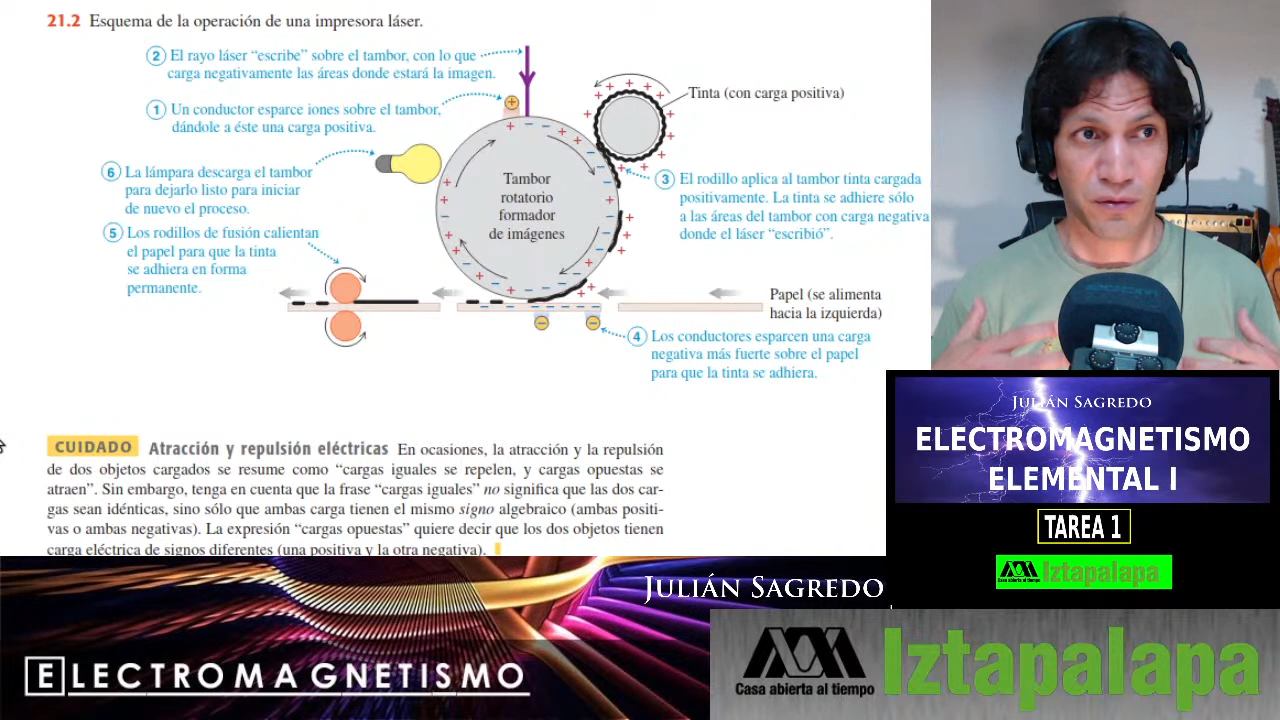 21.2 Esquema de la operación de una impresora láser.
2 El rayo láser “escribe” sobre el tambor, con lo que
carga negativamente las áreas donde estará la imagen.
1 Un conductor esparce iones sobre el tambor,
dándole a éste una carga positiva.
6 La lámpara descarga el tambor
para dejarlo listo para iniciar
de nuevo el proceso.
5 Los rodillos de fusión calientan
el papel para que la tinta
se adhiera en forma
permanente.
Tambor
rotatorio
formador
de imágenes
Tinta (con carga positiva)
3 El rodillo aplica al tambor tinta cargada
positivamente. La tinta se adhiere sólo
a las áreas del tambor con carga negativa
donde el láser “escribió”.
Papel (se alimenta
hacia la izquierda)
4 Los conductores esparcen una carga
negativa más fuerte sobre el papel
para que la tinta se adhiera.
CUIDADO Atracción y repulsión eléctricas En ocasiones, la atracción y la repulsión
de dos objetos cargados se resume como “cargas iguales se repelen, y cargas opuestas se
atraen”. Sin embargo, tenga en cuenta que la frase “cargas iguales” no significa que las dos car-
gas sean idénticas, sino sólo que ambas carga tienen el mismo signo algebraico (ambas positi-
vas o ambas negativas). La expresión “cargas opuestas” quiere decir que los dos objetos tienen
carga eléctrica de signos diferentes (una positiva y la otra negativa).
JULIÁN SAGREDO
ELECTROMAGNETISMO
ELEMENTAL I
TAREA 1
Casa abierta al tiempo
Iztapalapa
JULIÁN SAGREDO
ELECTROMAGNETISMO
Casa abierta al tiempo
Iztapalapa